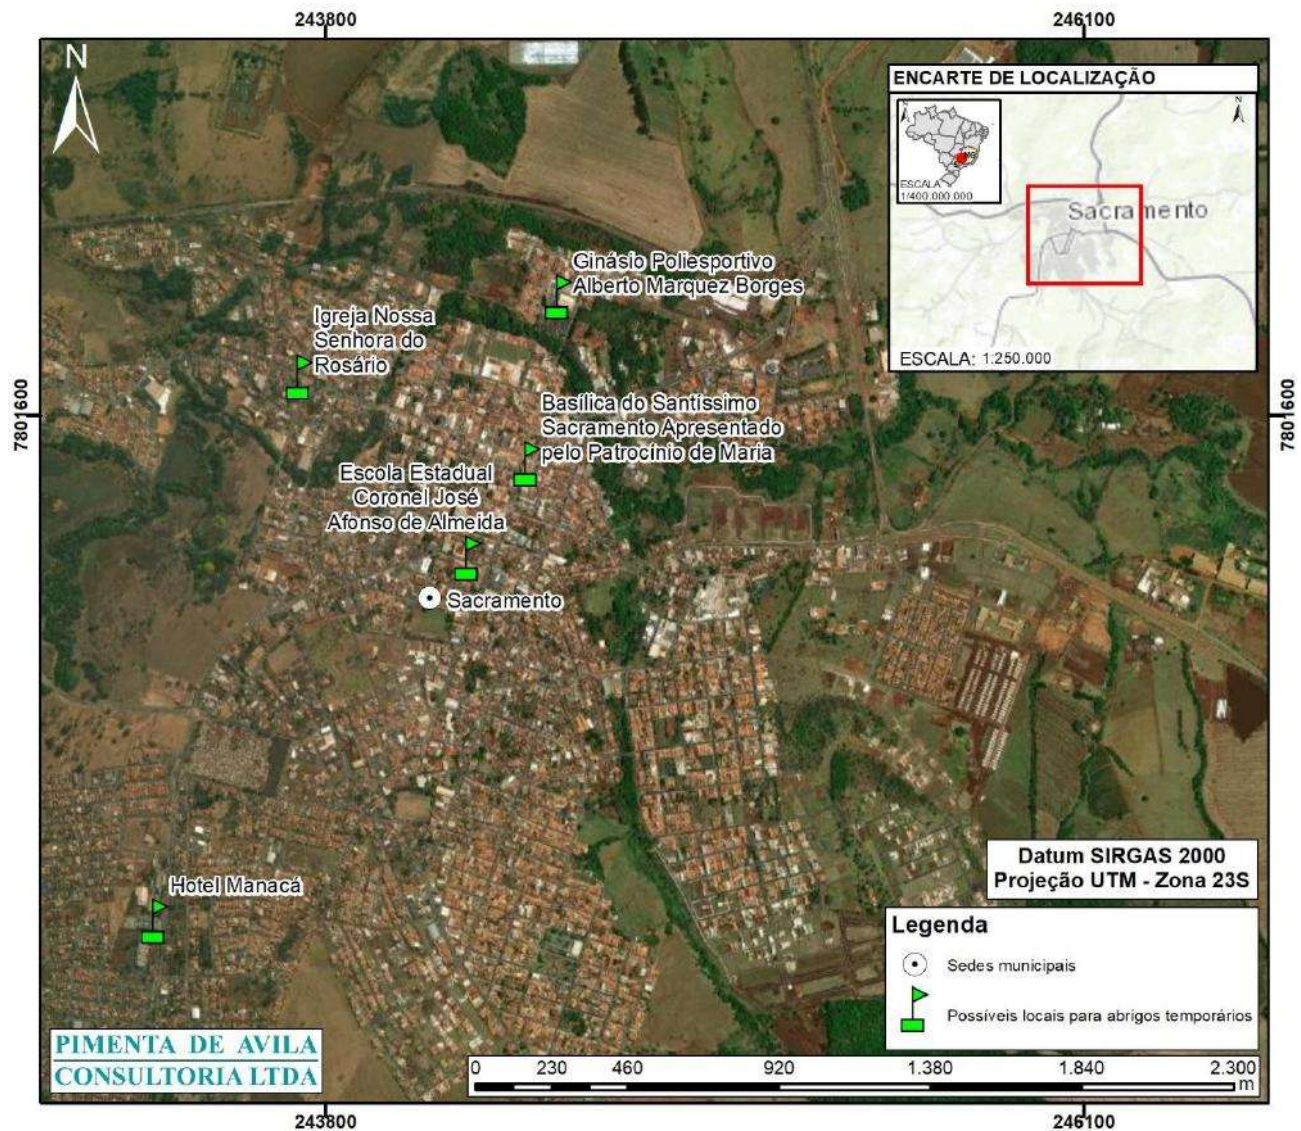 243800
246100
N
ENCARTE DE LOCALIZAÇÃO
N
MG
ESCALA
1/400.000.000
N
Sacramento
ESCALA: 1:250.000
Ginásio Poliesportivo
Alberto Marquez Borges
Igreja Nossa
Senhora do
Rosário
7801600
7801600
Basílica do Santíssimo
Sacramento Apresentado
pelo Patrocínio de Maria
Escola Estadual
Coronel José
Afonso de Almeida
Sacramento
Hotel Manacá
Datum SIRGAS 2000
Projeção UTM - Zona 23S
Legenda
Sedes municipais
Possíveis locais para abrigos temporários
PIMENTA DE AVILA
CONSULTORIA LTDA
0 230 460 920 1.380 1.840 2.300
m
243800
246100